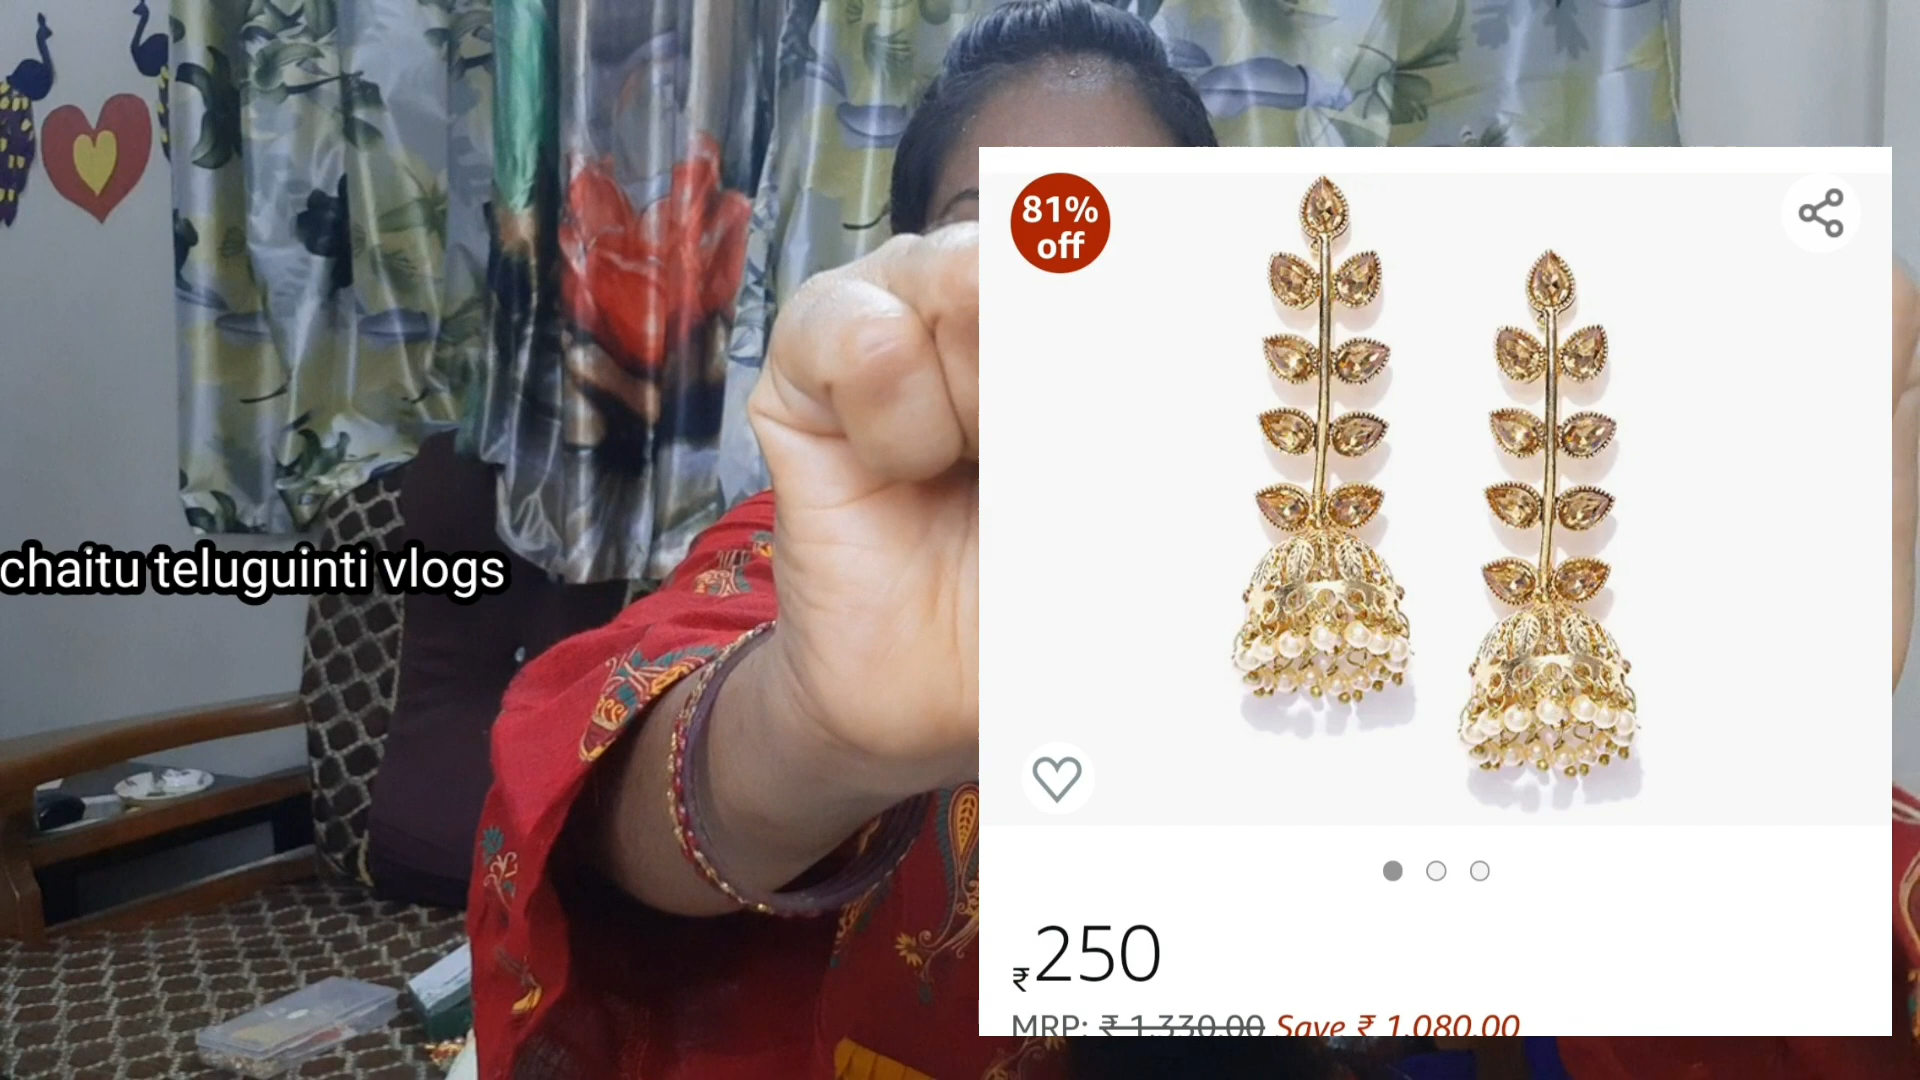 81%
off
chaitu teluguinti vlogs
₹250
MRP: ₹ 1,330.00 Save ₹ 1,080.00